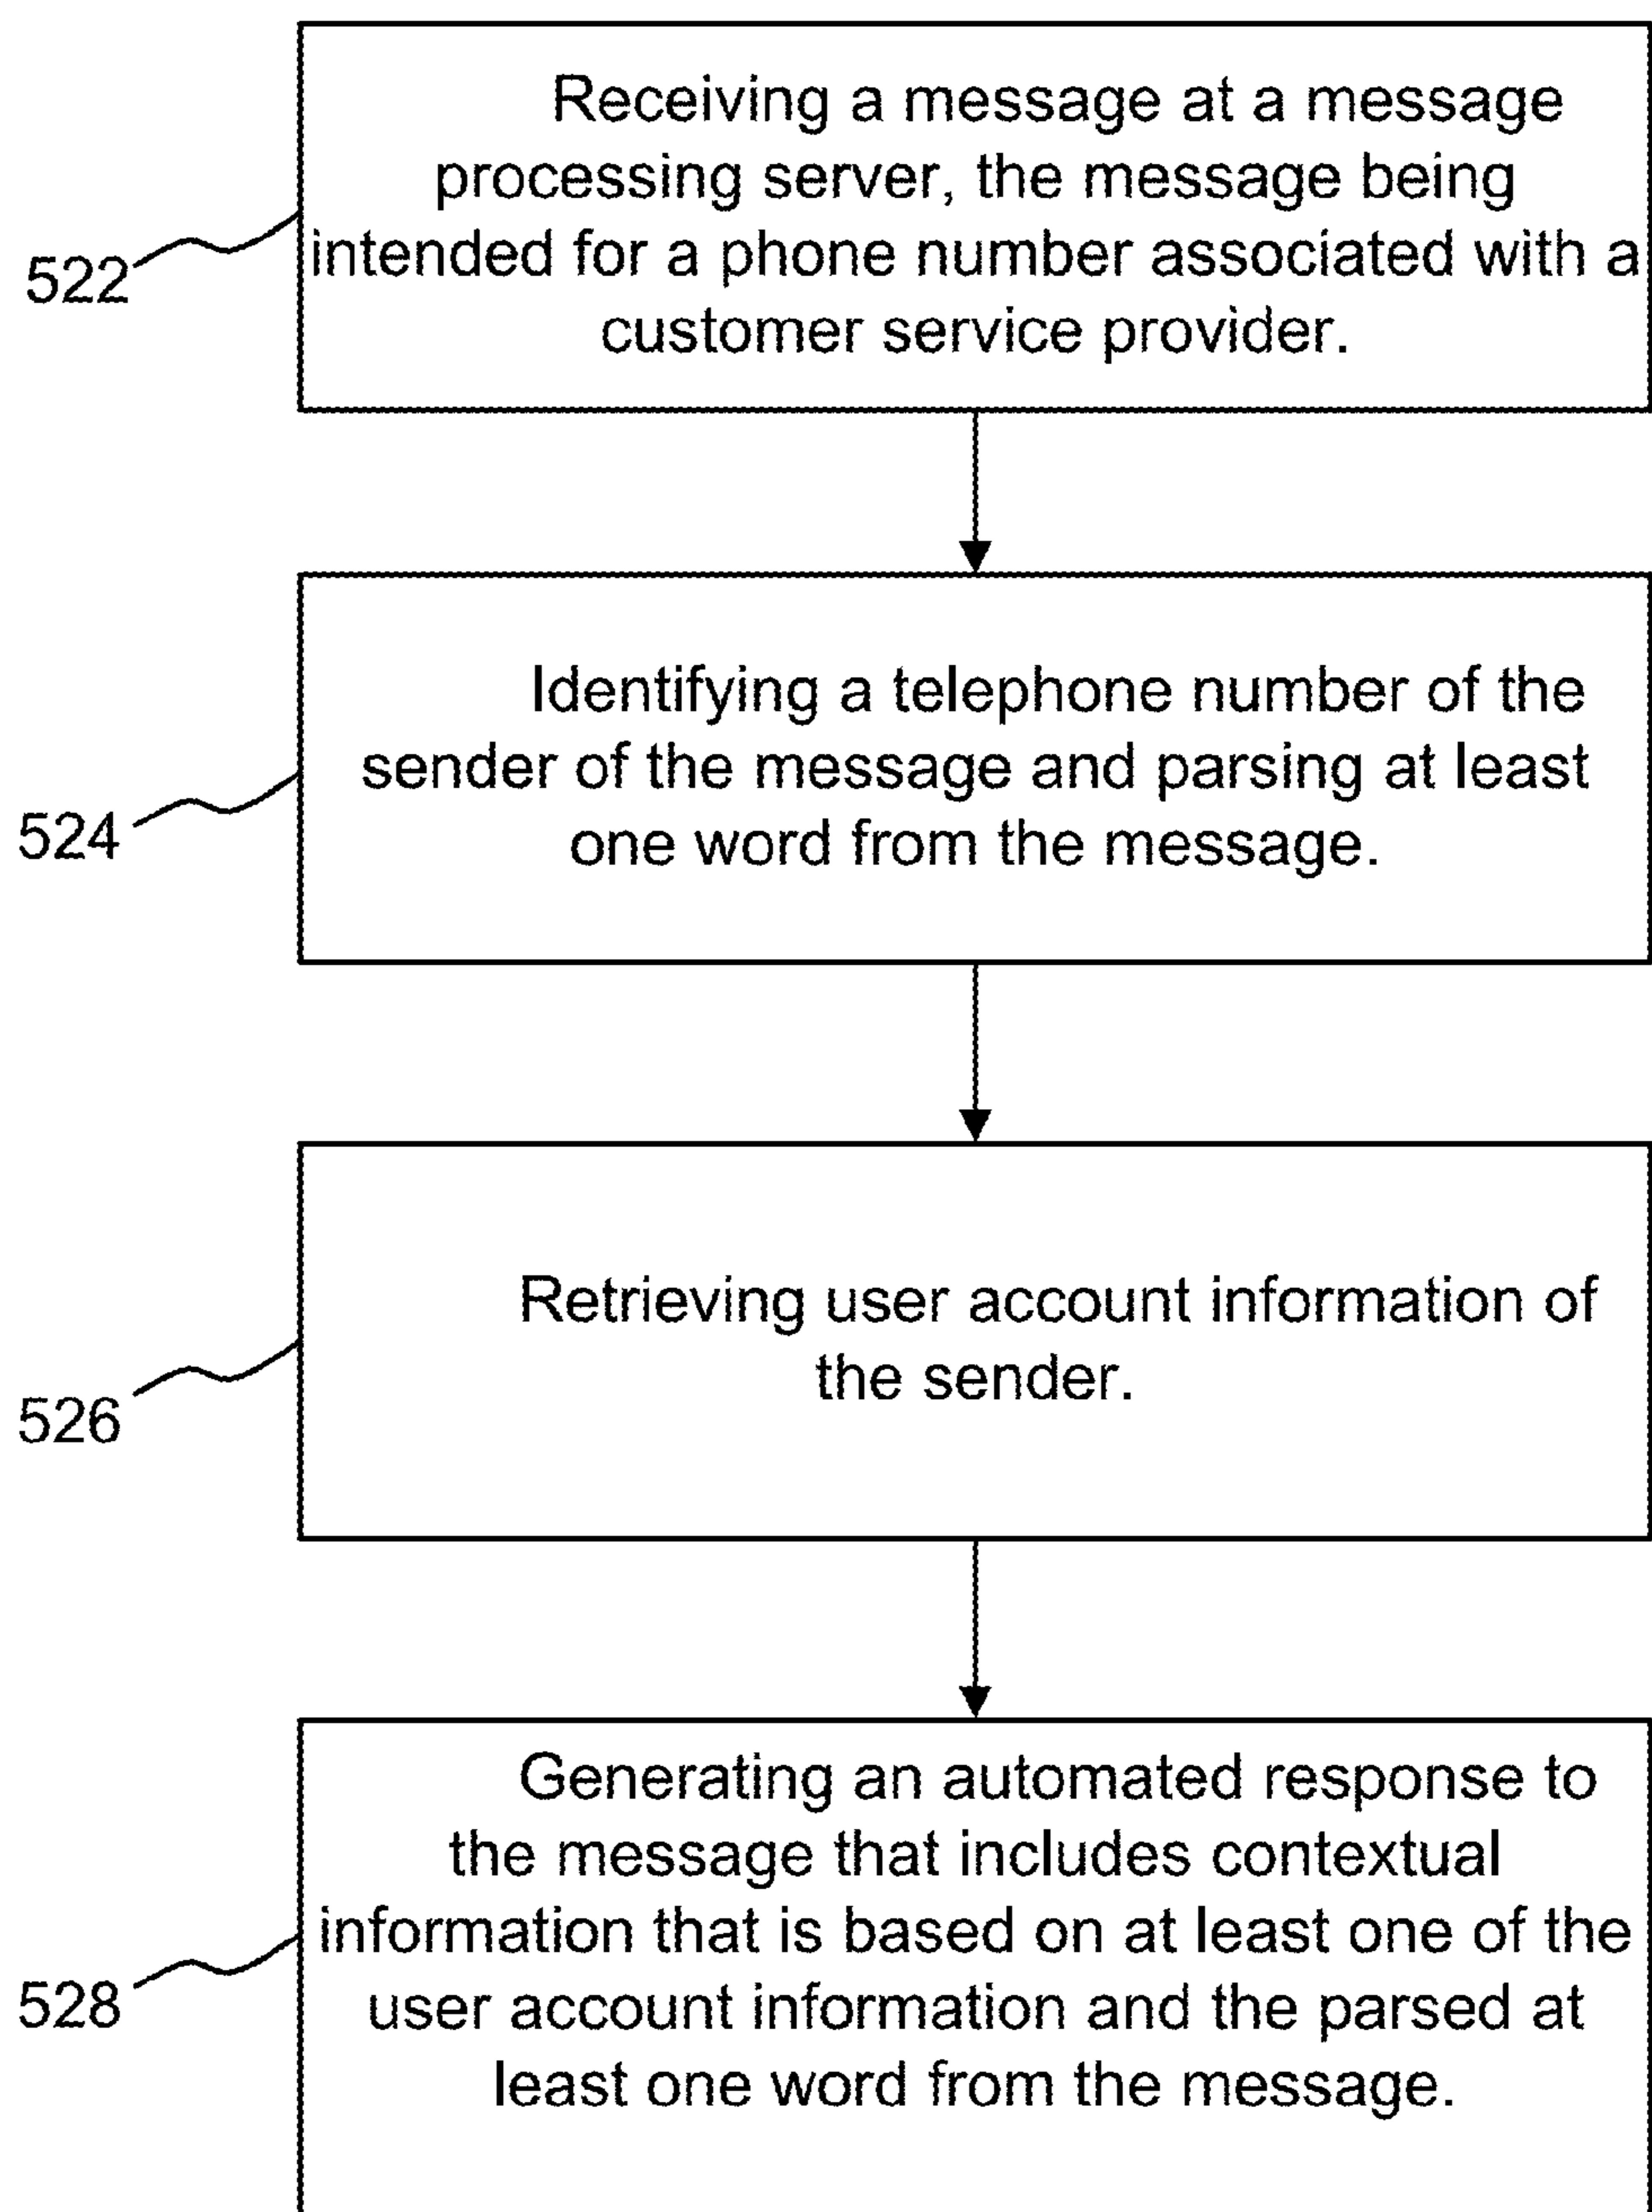 Receiving a message at a message
processing server, the message being
intended for a phone number associated with a
customer service provider.
522
Identifying a telephone number of the
sender of the message and parsing at least
one word from the message.
524
Retrieving user account information of
the sender.
526
Generating an automated response to
the message that includes contextual
information that is based on at least one of the
user account information and the parsed at
least one word from the message.
528